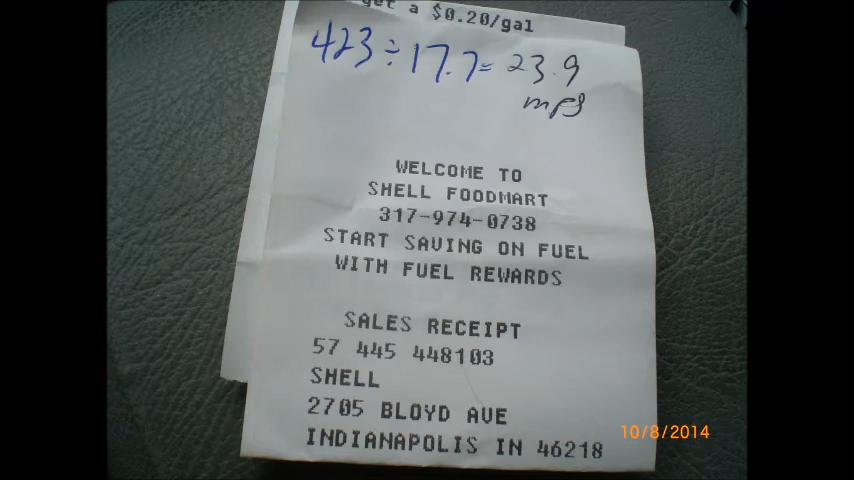 get a $0.20/gal
423 ÷ 17.7 = 23.9
mpg
WELCOME TO
SHELL FOODMART
317-974-0738
START SAVING ON FUEL
WITH FUEL REWARDS
SALES RECEIPT
57 445 448103
SHELL
2705 BLOYD AVE
INDIANAPOLIS IN 46218
10/8/2014